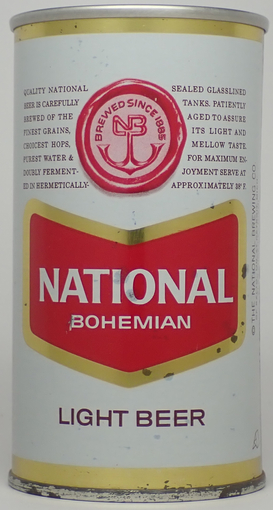 QUALITY NATIONAL
BEER IS CAREFULLY
BREWED OF THE
FINEST GRAINS,
CHOICEST HOPS,
PUREST WATER &
DOUBLY FERMENT-
ED IN HERMETICALLY-
BREWED SINCE 1885
NB
SEALED GLASSLINED
TANKS. PATIENTLY
AGED TO ASSURE
ITS LIGHT AND
MELLOW TASTE.
FOR MAXIMUM EN-
JOYMENT SERVE AT
APPROXIMATELY
NATIONAL
BOHEMIAN
LIGHT BEER
© THE NATIONAL BREWING CO